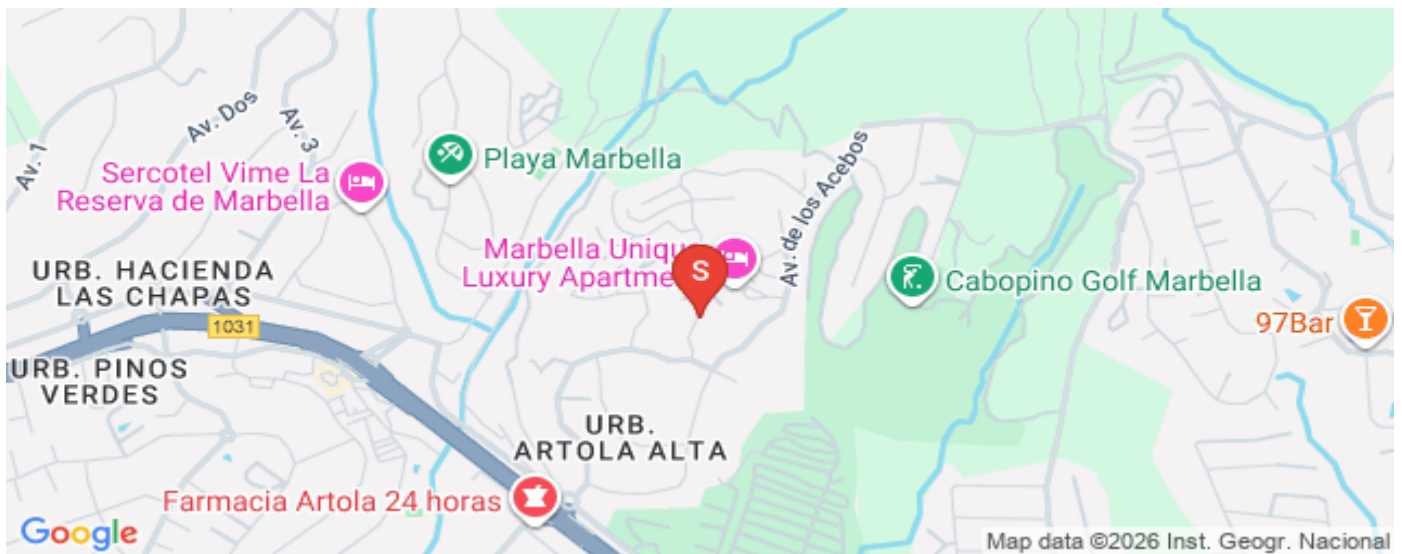 Av. 1
Av. Dos
Av. 3
Sercotel Vime La
Reserva de Marbella
Playa Marbella
Av. de los Acebos
Marbella Unique
Luxury Apartme
S
Cabopino Golf Marbella
97Bar
URB. HACIENDA
LAS CHAPAS
1031
URB. PINOS
VERDES
URB.
ARTOLA ALTA
Farmacia Artola 24 horas
Google
Map data ©2026 Inst. Geogr. Nacional